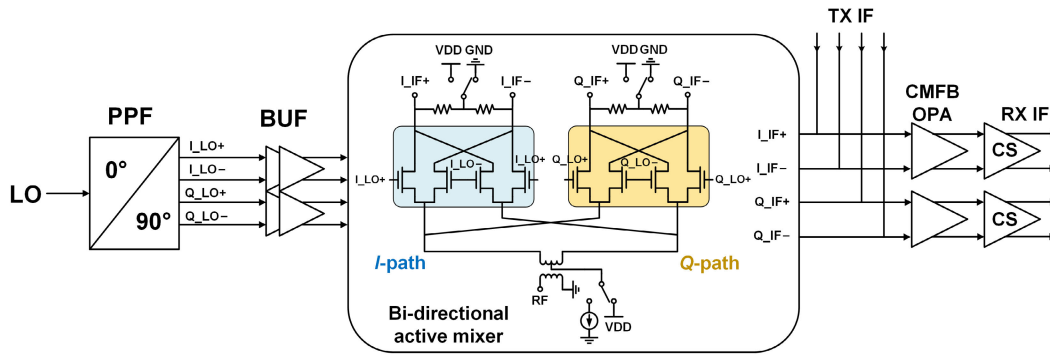 TX IF
VDD GND
VDD GND
I_IF+
I_IF−
Q_IF+
Q_IF−
PPF
BUF
CMFB
OPA
RX IF
0°
90°
LO
I_LO+
I_LO−
Q_LO+
Q_LO−
I_LO+
I_LO−
I_LO+
Q_LO+
Q_LO−
Q_LO+
I_IF+
I_IF−
Q_IF+
Q_IF−
CS
CS
I-path
Q-path
RF
VDD
Bi-directional
active mixer